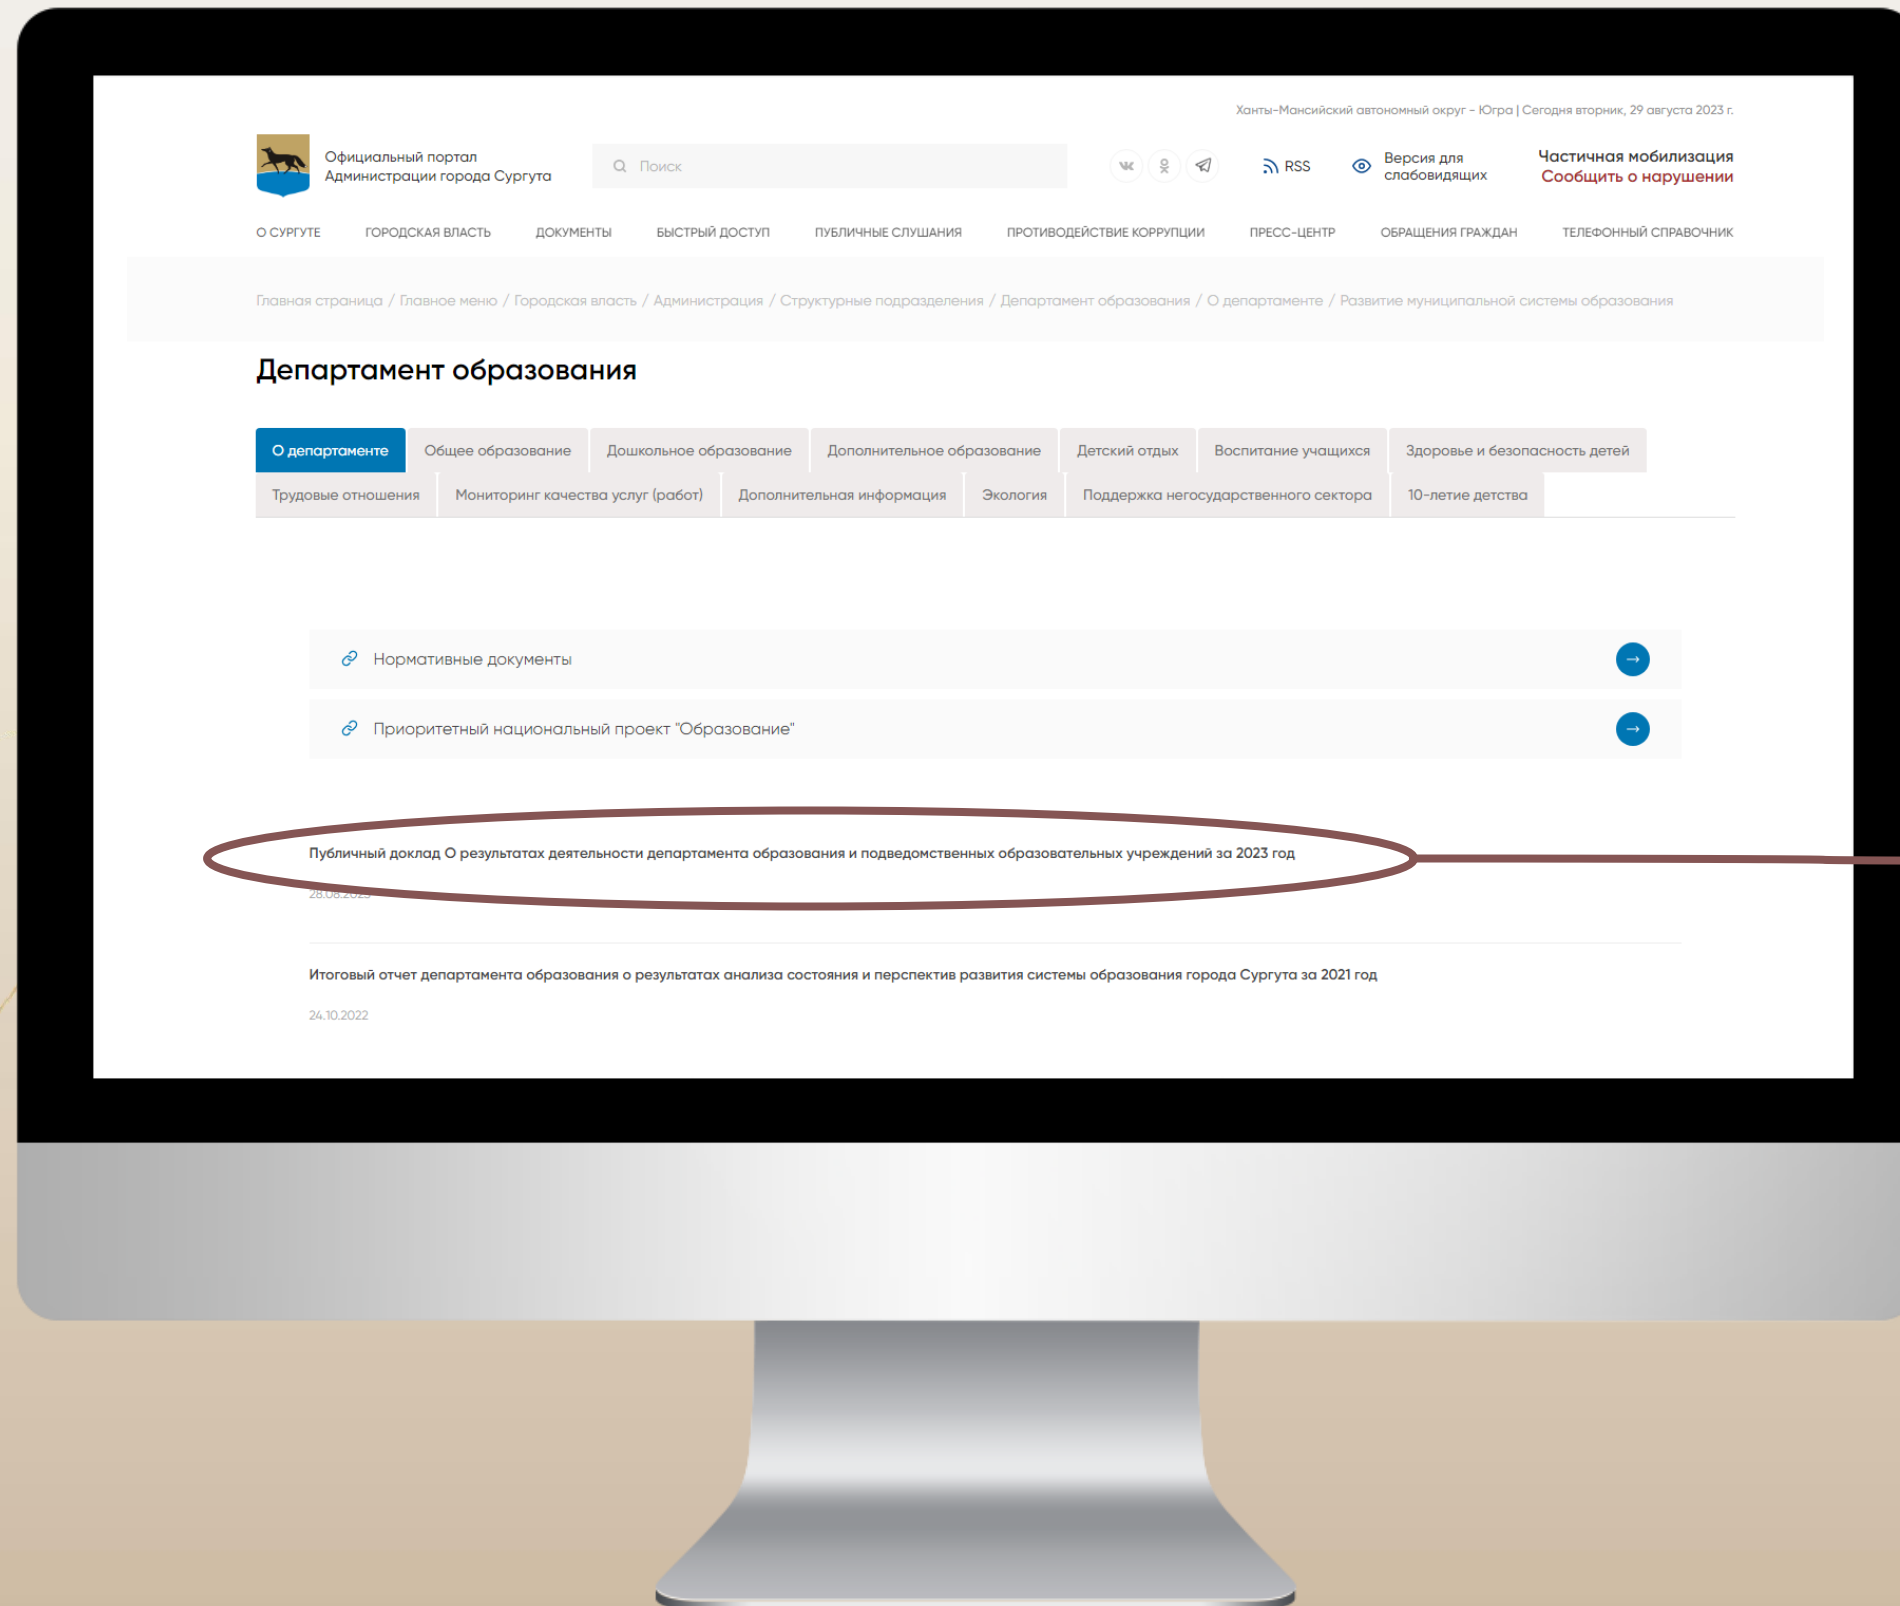 Ханты-Мансийский автономный округ - Югра | Сегодня вторник, 29 августа 2023 г.
Официальный портал
Администрации города Сургута
Поиск
RSS
Версия для
слабовидящих
Частичная мобилизация
Сообщить о нарушении
О СУРГУТЕ ГОРОДСКАЯ ВЛАСТЬ ДОКУМЕНТЫ БЫСТРЫЙ ДОСТУП ПУБЛИЧНЫЕ СЛУШАНИЯ ПРОТИВОДЕЙСТВИЕ КОРРУПЦИИ ПРЕСС-ЦЕНТР ОБРАЩЕНИЯ ГРАЖДАН ТЕЛЕФОННЫЙ СПРАВОЧНИК
Главная страница / Главное меню / Городская власть / Администрация / Структурные подразделения / Департамент образования / О департаменте / Развитие муниципальной системы образования
Департамент образования
О департаменте Общее образование Дошкольное образование Дополнительное образование Детский отдых Воспитание учащихся Здоровье и безопасность детей
Трудовые отношения Мониторинг качества услуг (работ) Дополнительная информация Экология Поддержка негосударственного сектора 10-летие детства
Нормативные документы
Приоритетный национальный проект "Образование"
Публичный доклад О результатах деятельности департамента образования и подведомственных образовательных учреждений за 2023 год
28.08.2023
Итоговый отчет департамента образования о результатах анализа состояния и перспектив развития системы образования города Сургута за 2021 год
24.10.2022